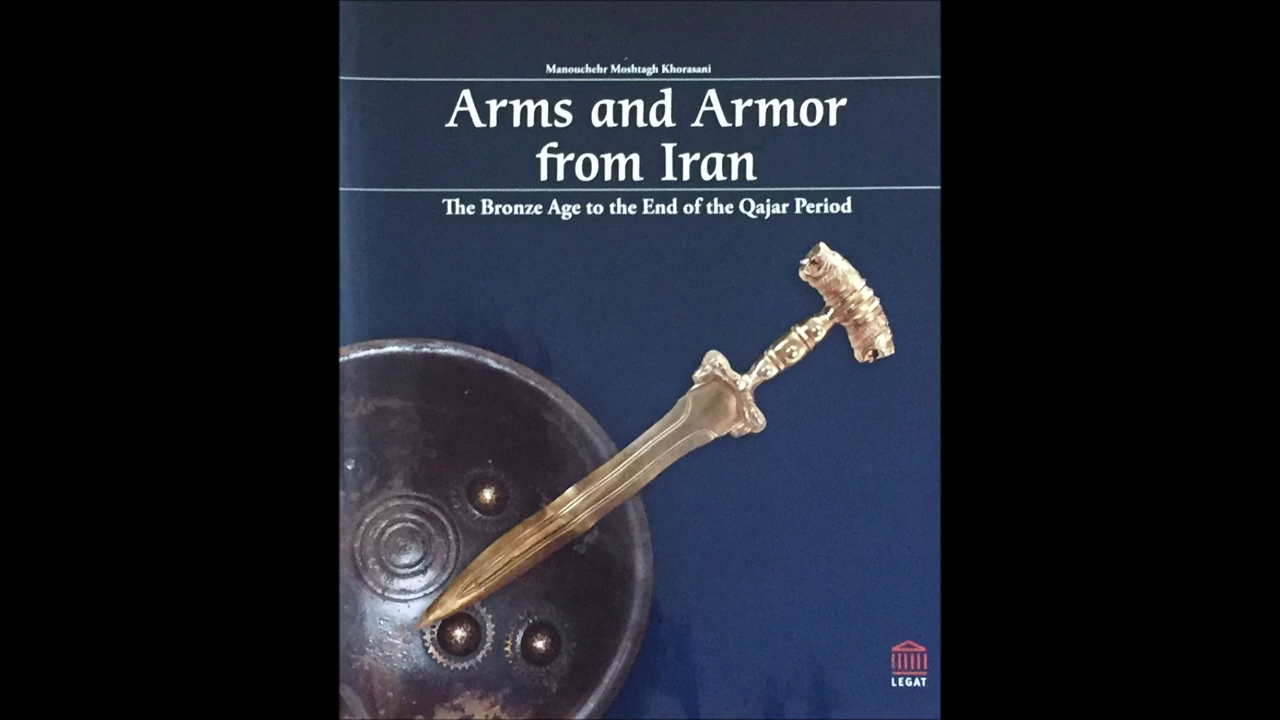 Manouchehr Moshtagh Khorasani
Arms and Armor
from Iran
The Bronze Age to the End of the Qajar Period
LEGAT